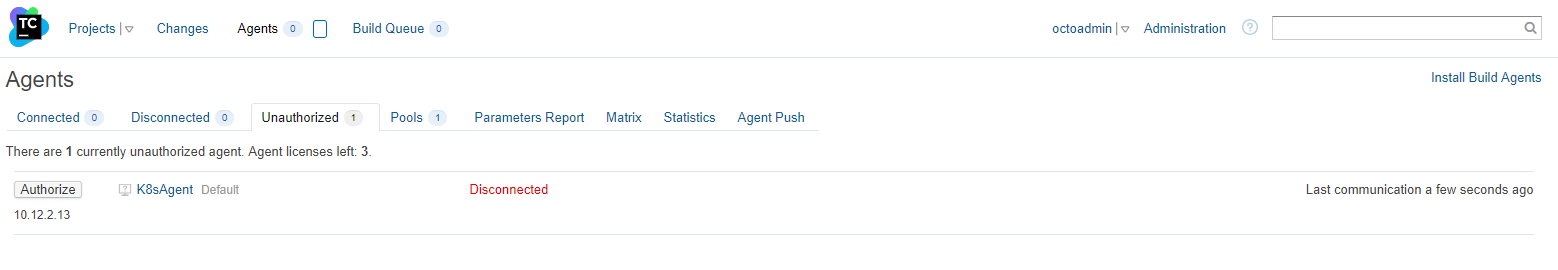 TC Projects Changes Agents 0 Build Queue 0 octoadmin Administration ?
Agents Install Build Agents
Connected 0 Disconnected 0 Unauthorized 1 Pools 1 Parameters Report Matrix Statistics Agent Push
There are 1 currently unauthorized agent. Agent licenses left: 3.
Authorize ? K8sAgent Default Disconnected Last communication a few seconds ago
10.12.2.13